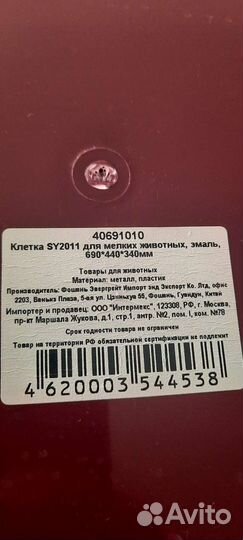 40691010
Клетка SY2011 для мелких животных, эмаль,
690*440*340мм
Товары для животных
Материал: металл, пластик
Производитель: Фошань Эвергрейт Импорт энд Экспорт Ко. Лтд, офис
2203, Ванькэ Плаза, 5-ая ул. Цзиньхуа 55, Фошань, Гуандун, Китай
Импортер и продавец: ООО "Интермекс", 123308, РФ, г. Москва,
пр-кт Маршала Жукова, д.1, стр.1, антр. №2, пом. I, ком. №78
Срок годности товара не ограничен
Товар на территории РФ обязательной сертификации не подлежит
4 620003 544538
Avito